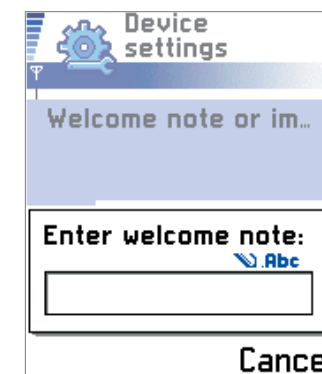 Device
settings
Welcome note or im…
Enter welcome note:
.Abc
Cance